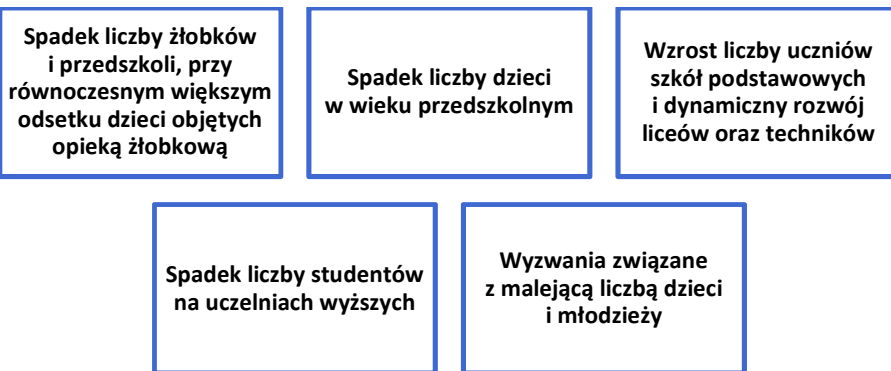 Spadek liczby żłobków
i przedszkoli, przy
równoczesnym większym
odsetku dzieci objętych
opieką żłobkową
Spadek liczby dzieci
w wieku przedszkolnym
Wzrost liczby uczniów
szkół podstawowych
i dynamiczny rozwój
liceów oraz techników
Spadek liczby studentów
na uczelniach wyższych
Wyzwania związane
z malejącą liczbą dzieci
i młodzieży